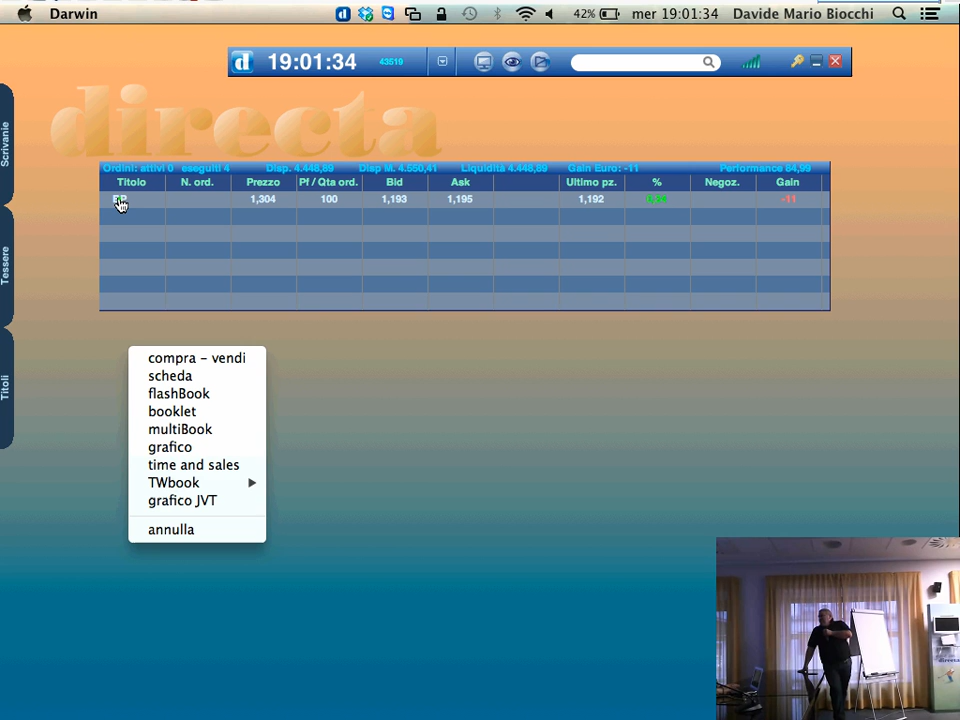 Darwin 42% mer 19:01:34 Davide Mario Biocchi
d 19:01:34 43519
directa
Ordini: attivi 0 eseguiti 4 Disp. 4.448,89 Disp M. 4.550,41 Liquidità 4.448,89 Gain Euro: -11 Performance 84,99
Titolo N. ord. Prezzo Pf / Qta ord. Bid Ask Ultimo pz. % Negoz. Gain
1,304 100 1,193 1,195 1,192 -11
Scrivanie
Tessere
Titoli
compra – vendi
scheda
flashBook
booklet
multiBook
grafico
time and sales
TWbook
grafico JVT
annulla
directa